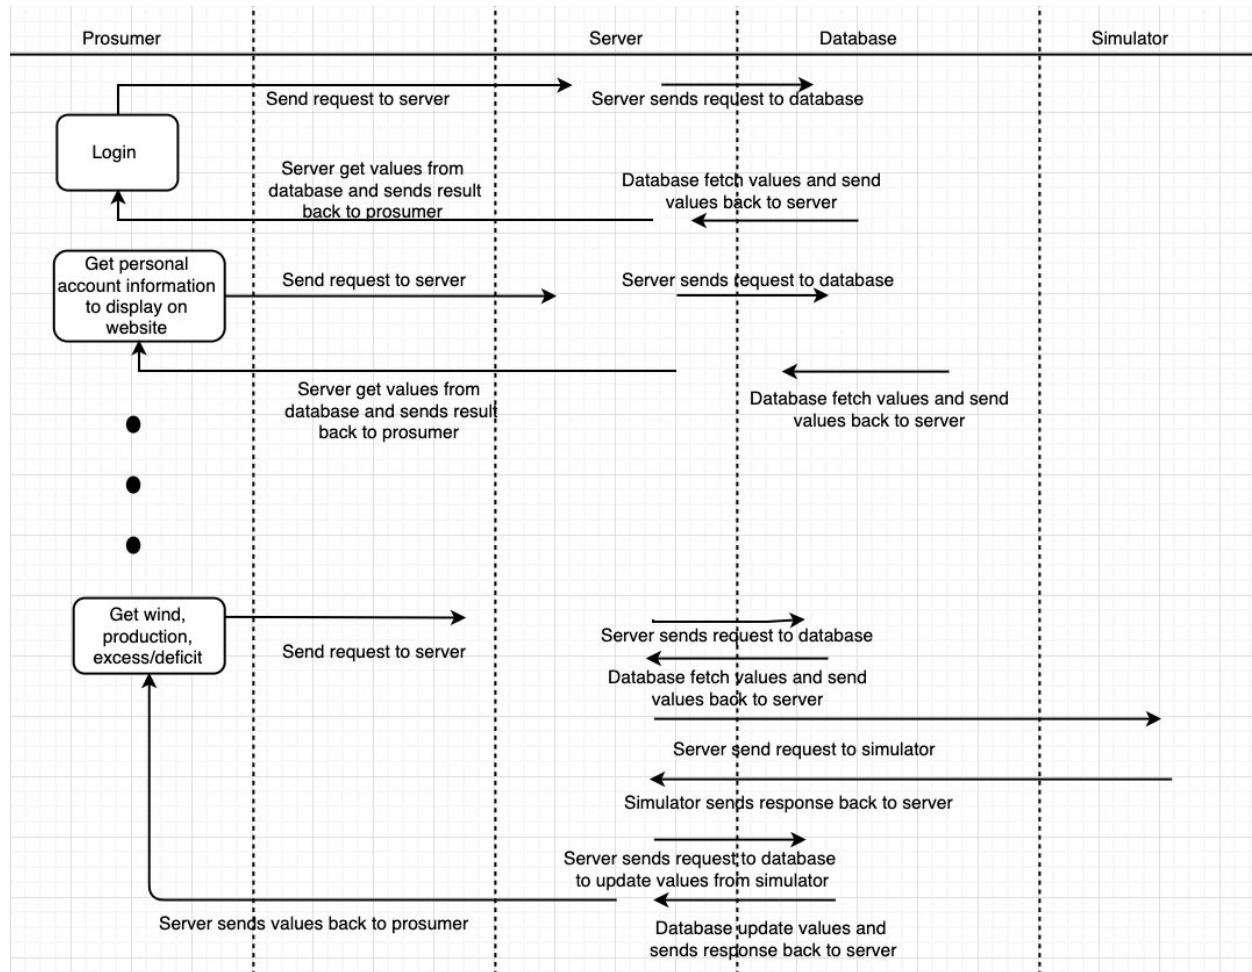 Prosumer
Server
Database
Simulator
Send request to server
Server sends request to database
Login
Server get values from
database and sends result
back to prosumer
Database fetch values and send
values back to server
Get personal
account information
to display on
website
Send request to server
Server sends request to database
Server get values from
database and sends result
back to prosumer
Database fetch values and send
values back to server
Get wind,
production,
excess/deficit
Send request to server
Server sends request to database
Database fetch values and send
values back to server
Server send request to simulator
Simulator sends response back to server
Server sends request to database
to update values from simulator
Server sends values back to prosumer
Database update values and
sends response back to server